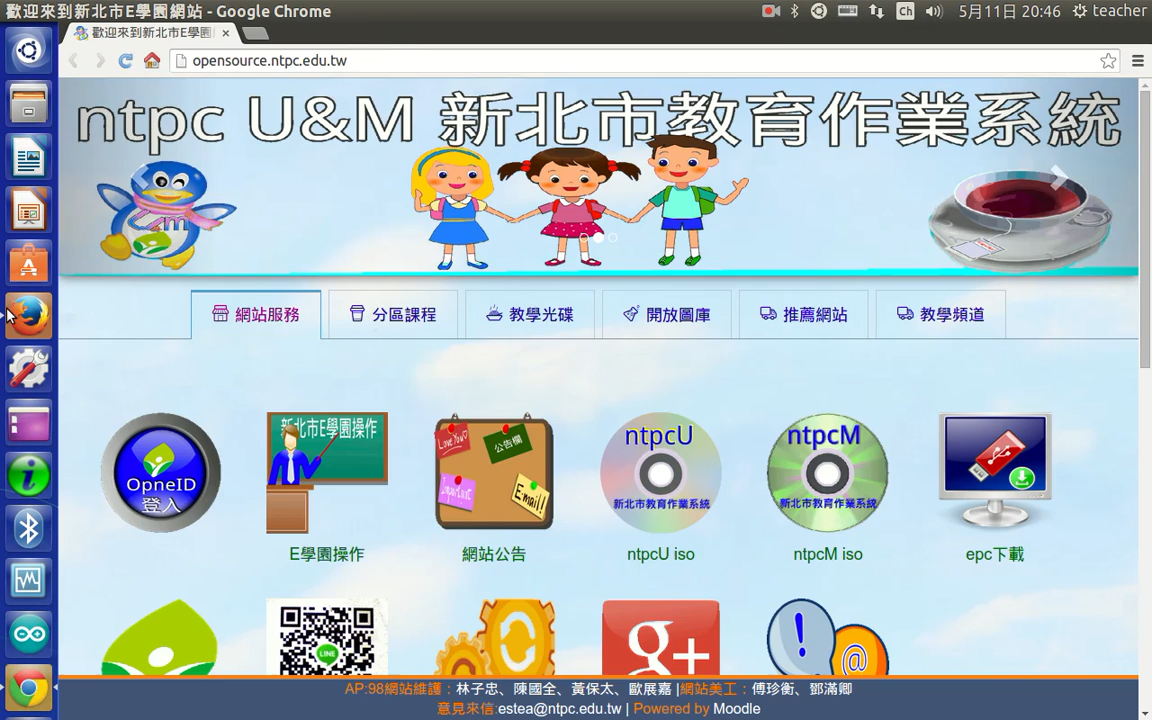 歡迎來到新北市E學園網站 - Google Chrome
Ch
5月11日 20:46
teacher
歡迎來到新北市E學園
opensource.ntpc.edu.tw
ntpc U&M 新北市教育作業系統
網站服務
分區課程
教學光碟
開放圖庫
推薦網站
教學頻道
OpneID
登入
新北市E學園操作
Love You
公告欄
Important
E-mail!
ntpcU
新北市教育作業系統
ntpcM
新北市教育作業系統
E學園操作
網站公告
ntpcU iso
ntpcM iso
epc下載
LINE
g+
!
@
AP:98網站維護：林子忠、陳國全、黃保太、歐展嘉 |網站美工：傅珍衡、鄧滿卿
意見來信:estea@ntpc.edu.tw | Powered by Moodle